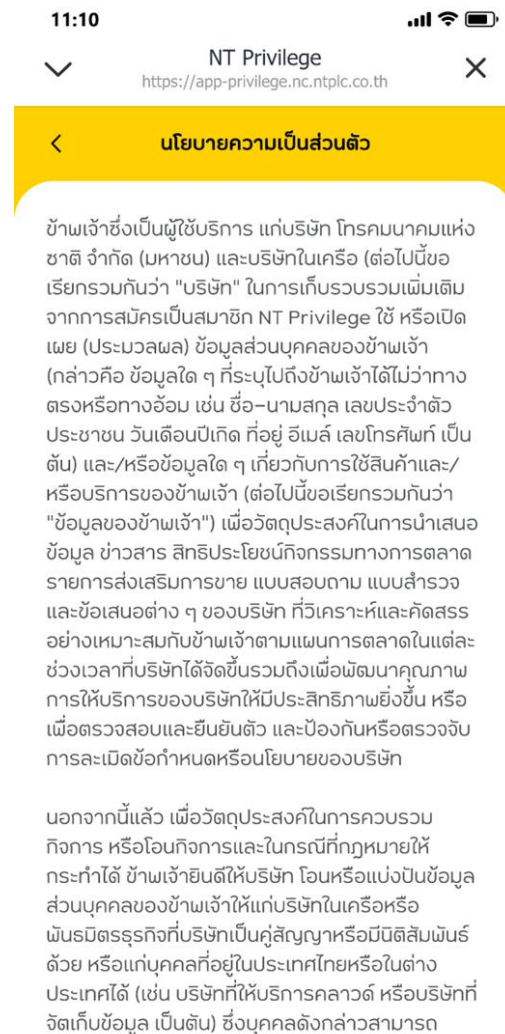 11:10
NT Privilege
https://app-privilege.nc.ntplc.co.th
นโยบายความเป็นส่วนตัว
ข้าพเจ้าซึ่งเป็นผู้ใช้บริการ แก่บริษัท โทรคมนาคมแห่ง
ชาติ จำกัด (มหาชน) และบริษัทในเครือ (ต่อไปนี้ขอ
เรียกรวมกันว่า "บริษัท" ในการเก็บรวบรวมเพิ่มเติม
จากการสมัครเป็นสมาชิก NT Privilege ใช้ หรือเปิด
เผย (ประมวลผล) ข้อมูลส่วนบุคคลของข้าพเจ้า
(กล่าวคือ ข้อมูลใด ๆ ที่ระบุไปถึงข้าพเจ้าได้ไม่ว่าทาง
ตรงหรือทางอ้อม เช่น ชื่อ-นามสกุล เลขประจำตัว
ประชาชน วันเดือนปีเกิด ที่อยู่ อีเมล์ เลขโทรศัพท์ เป็น
ต้น) และ/หรือข้อมูลใด ๆ เกี่ยวกับการใช้สินค้าและ/
หรือบริการของข้าพเจ้า (ต่อไปนี้ขอเรียกรวมกันว่า
"ข้อมูลของข้าพเจ้า") เพื่อวัตถุประสงค์ในการนำเสนอ
ข้อมูล ข่าวสาร สิทธิประโยชน์กิจกรรมทางการตลาด
รายการส่งเสริมการขาย แบบสอบถาม แบบสำรวจ
และข้อเสนอต่าง ๆ ของบริษัท ที่วิเคราะห์และคัดสรร
อย่างเหมาะสมกับข้าพเจ้าตามแผนการตลาดในแต่ละ
ช่วงเวลาที่บริษัทได้จัดขึ้นรวมถึงเพื่อพัฒนาคุณภาพ
การให้บริการของบริษัทให้มีประสิทธิภาพยิ่งขึ้น หรือ
เพื่อตรวจสอบและยืนยันตัว และป้องกันหรือตรวจจับ
การละเมิดข้อกำหนดหรือนโยบายของบริษัท
นอกจากนี้แล้ว เพื่อวัตถุประสงค์ในการควบรวม
กิจการ หรือโอนกิจการและในกรณีที่กฎหมายให้
กระทำได้ ข้าพเจ้ายินดีให้บริษัท โอนหรือแบ่งปันข้อมูล
ส่วนบุคคลของข้าพเจ้าให้แก่บริษัทในเครือหรือ
พันธมิตรธุรกิจที่บริษัทเป็นคู่สัญญาหรือมีนิติสัมพันธ์
ด้วย หรือแก่บุคคลที่อยู่ในประเทศไทยหรือในต่าง
ประเทศได้ (เช่น บริษัทที่ให้บริการคลาวด์ หรือบริษัทที่
จัดเก็บข้อมูล เป็นต้น) ซึ่งบุคคลดังกล่าวสามารถ